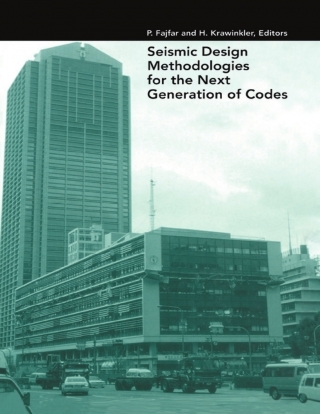 P. Fajfar and H. Krawinkler, Editors
Seismic Design
Methodologies
for the Next
Generation of Codes